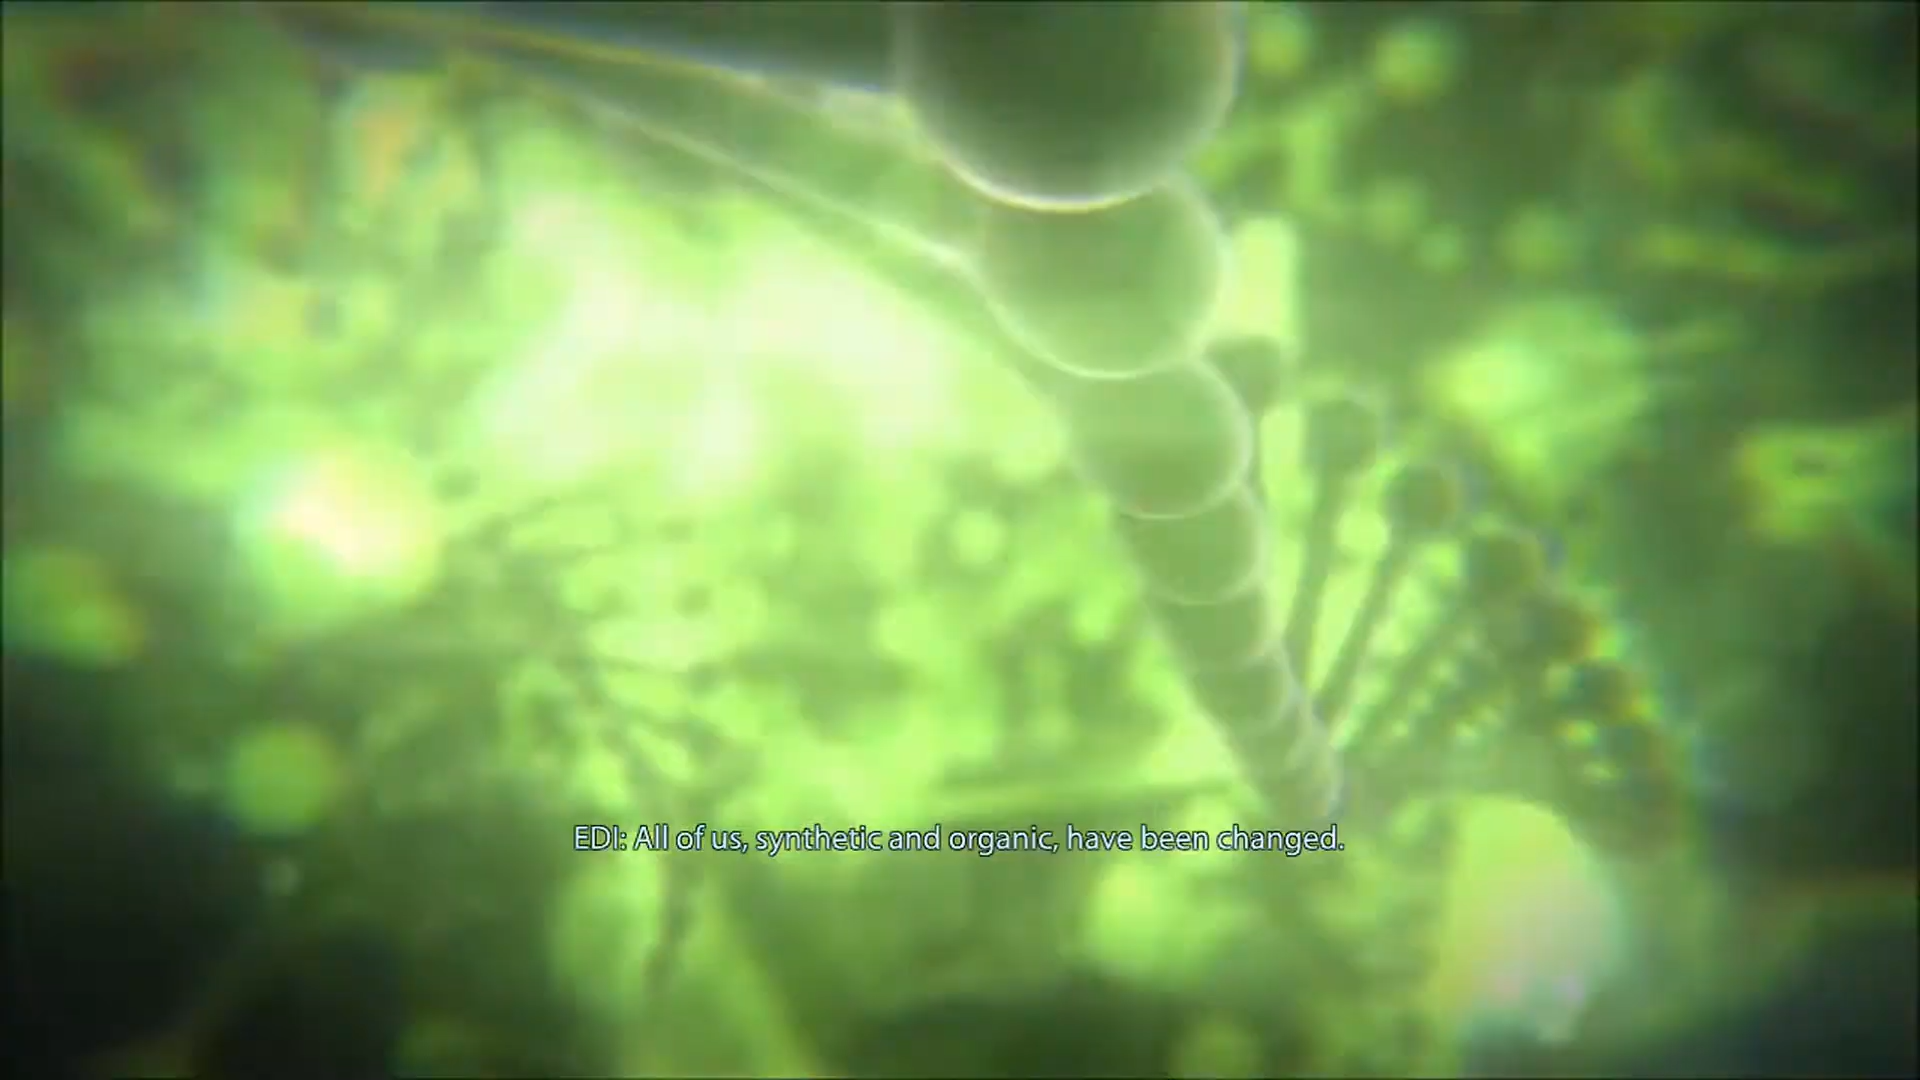 EDI: All of us, synthetic and organic, have been changed.